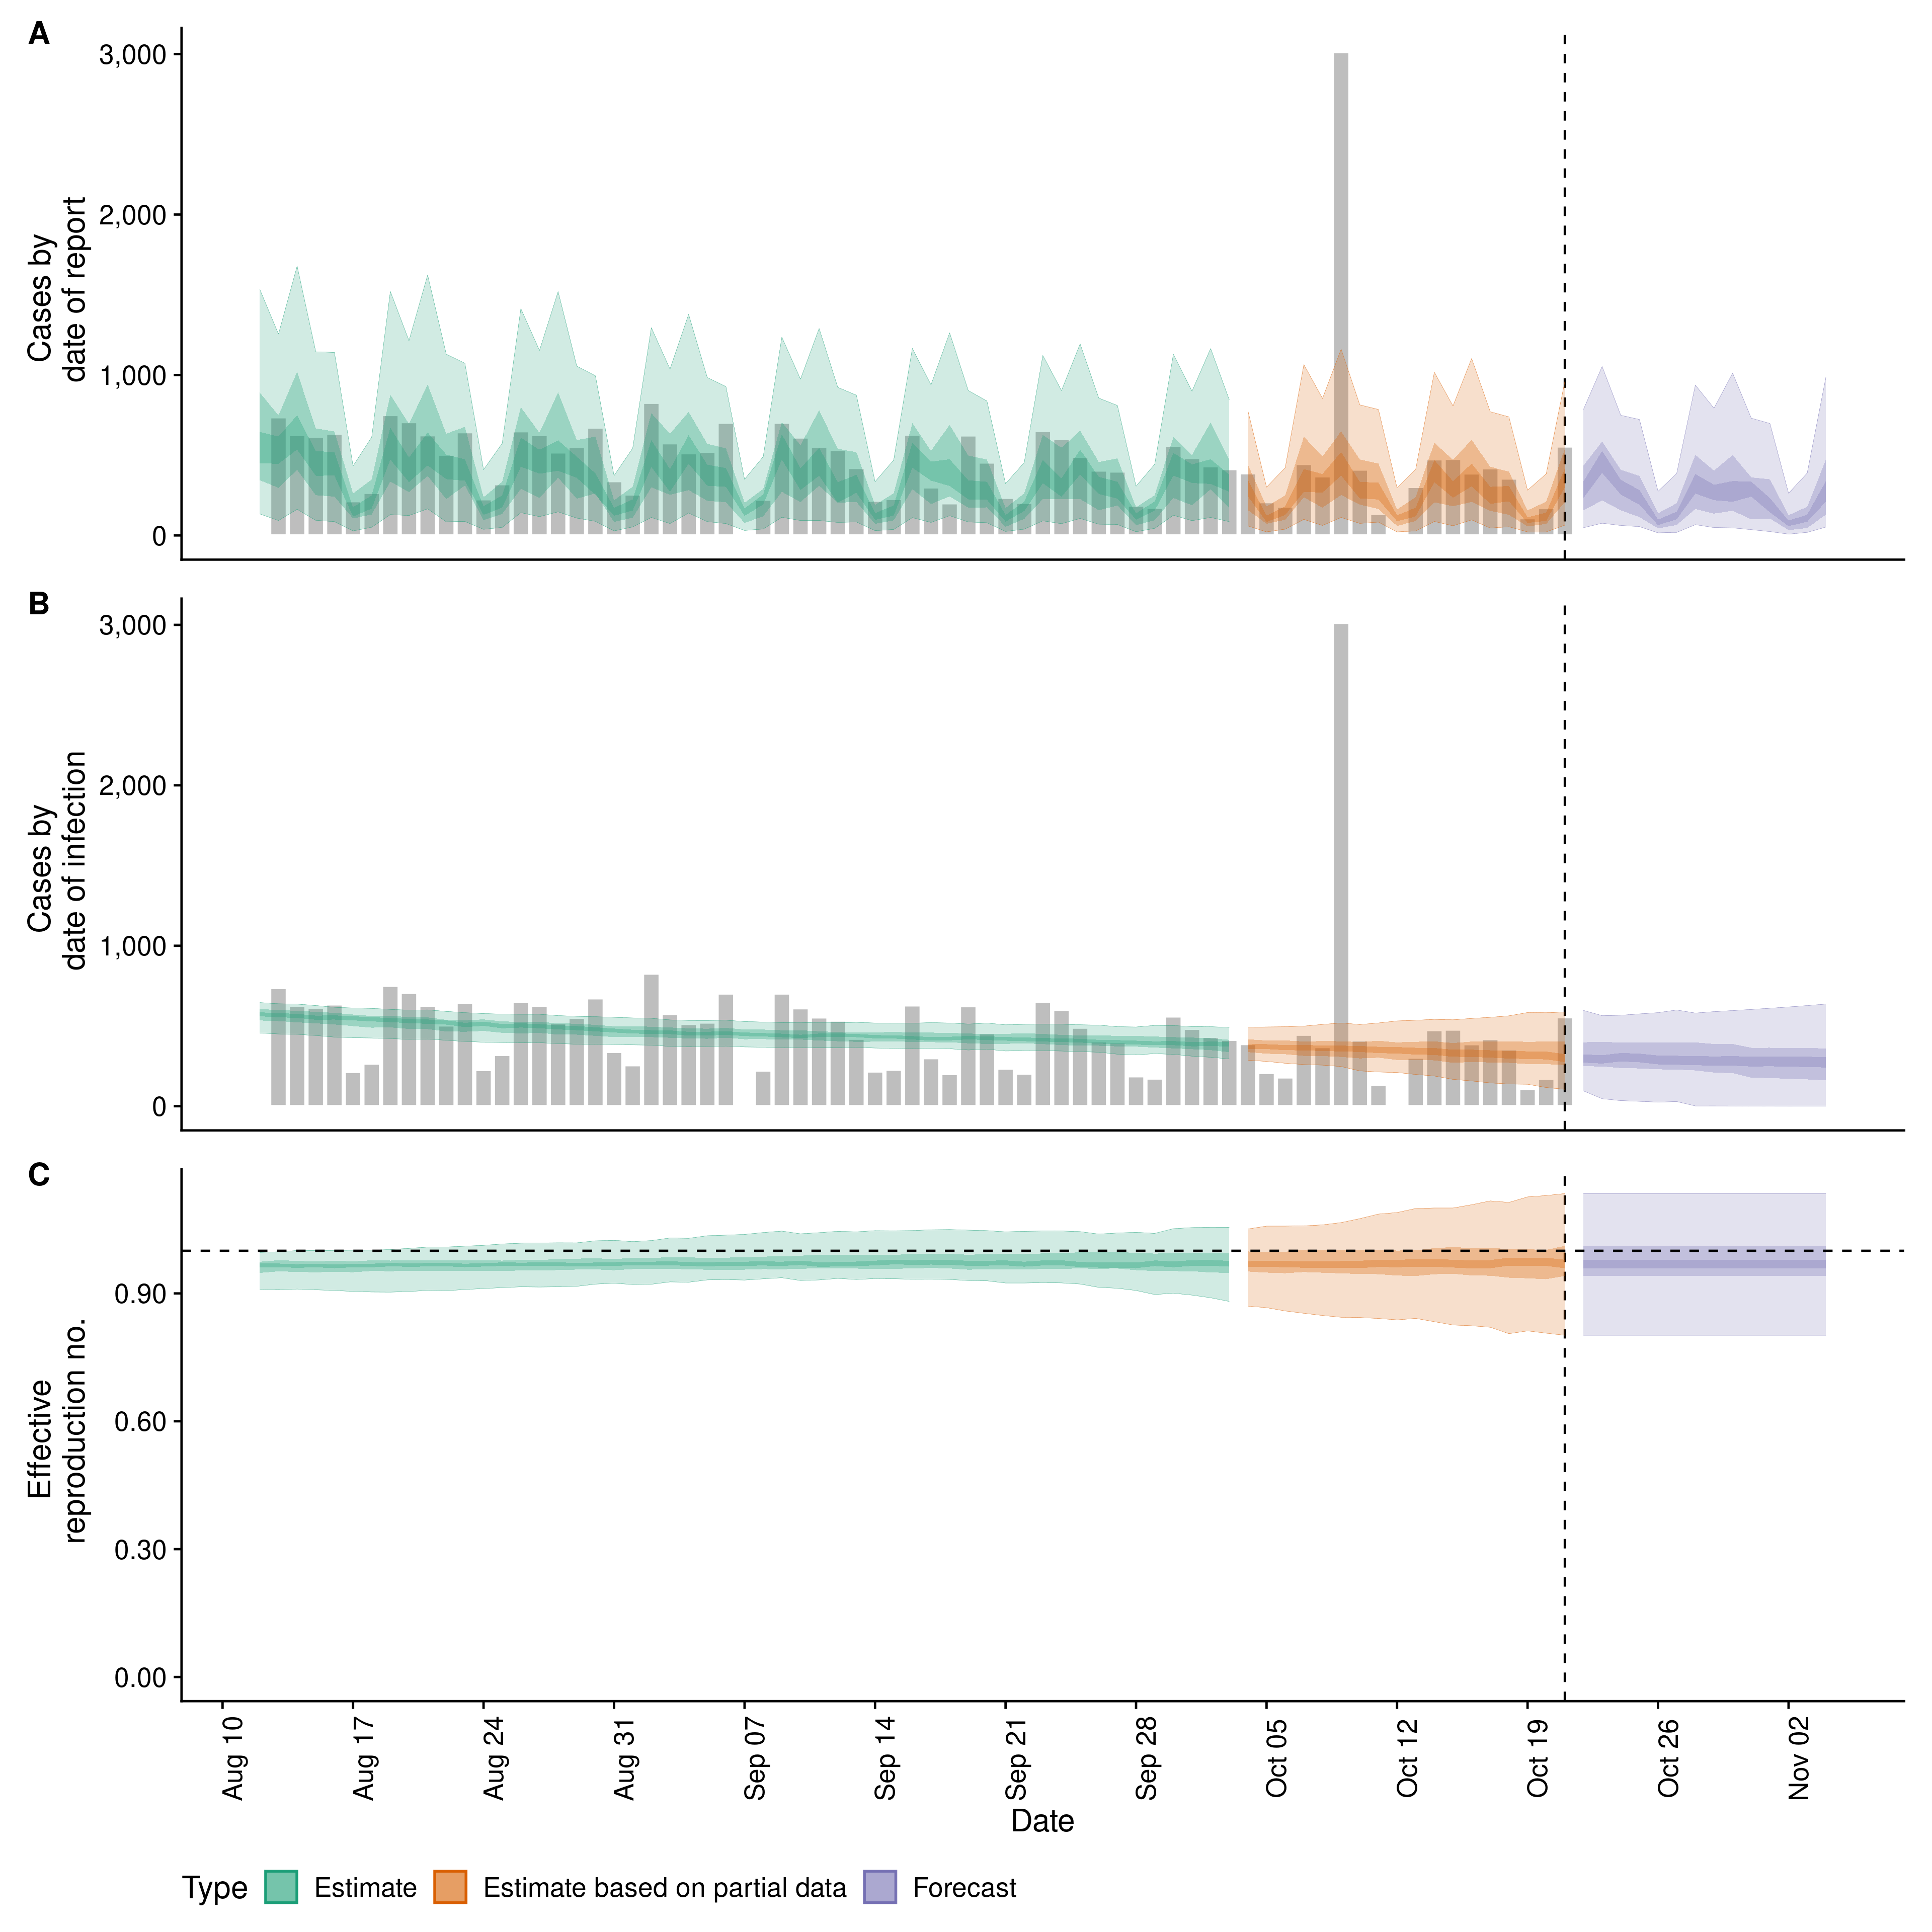 A
3,000
2,000
1,000
0
Cases by
date of report
B
3,000
2,000
1,000
0
Cases by
date of infection
C
0.90
0.60
0.30
0.00
Effective
reproduction no.
Aug 10
Aug 17
Aug 24
Aug 31
Sep 07
Sep 14
Sep 21
Sep 28
Oct 05
Oct 12
Oct 19
Oct 26
Nov 02
Date
Type Estimate Estimate based on partial data Forecast